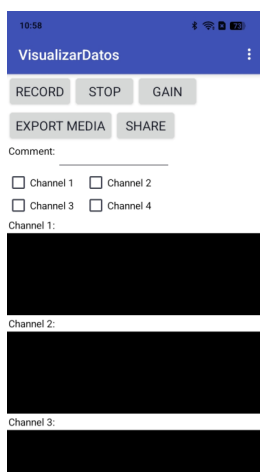 10:58
73
VisualizarDatos
RECORD STOP GAIN
EXPORT MEDIA SHARE
Comment:
Channel 1 Channel 2
Channel 3 Channel 4
Channel 1:
Channel 2:
Channel 3: